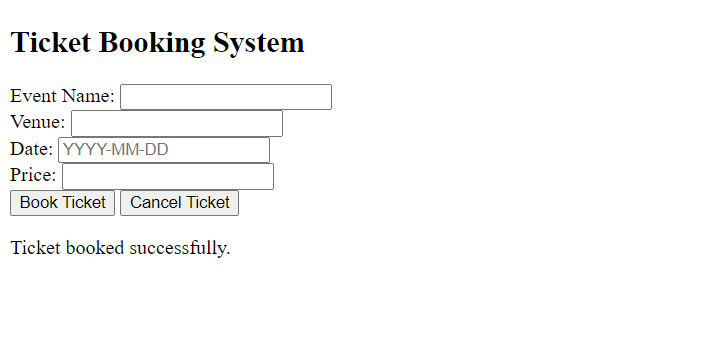 Ticket Booking System
Event Name:
Venue:
Date: YYYY-MM-DD
Price:
Book Ticket Cancel Ticket
Ticket booked successfully.